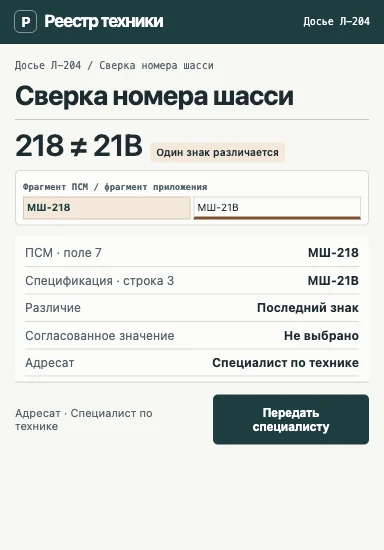 Р Реестр техники
Досье Л-204
Досье Л-204 / Сверка номера шасси
Сверка номера шасси
218 ≠ 21В Один знак различается
Фрагмент ПСМ / фрагмент приложения
МШ-218 МШ-21В
ПСМ · поле 7 МШ-218
Спецификация · строка 3 МШ-21В
Различие Последний знак
Согласованное значение Не выбрано
Адресат Специалист по технике
Адресат · Специалист по
технике
Передать
специалисту